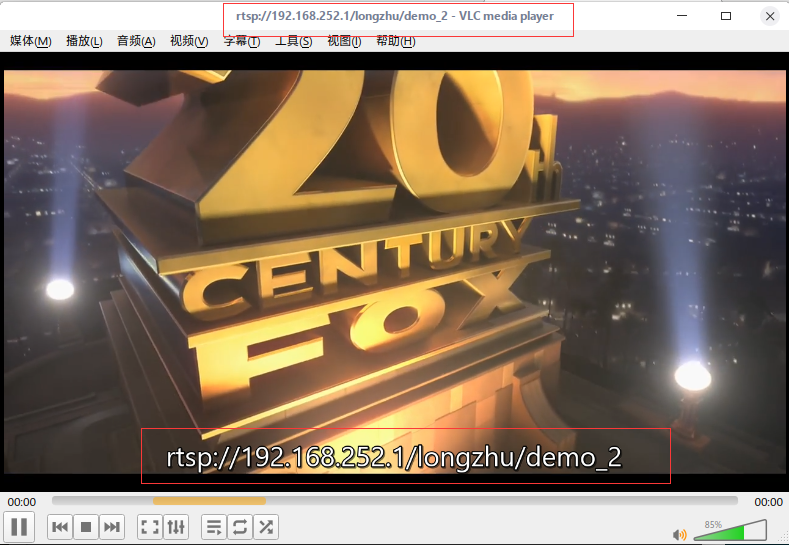 rtsp://192.168.252.1/longzhu/demo_2 - VLC media player
媒体(M) 播放(L) 音频(A) 视频(V) 字幕(T) 工具(S) 视图(I) 帮助(H)
20th
CENTURY
FOX
rtsp://192.168.252.1/longzhu/demo_2
00:00 00:00
85%